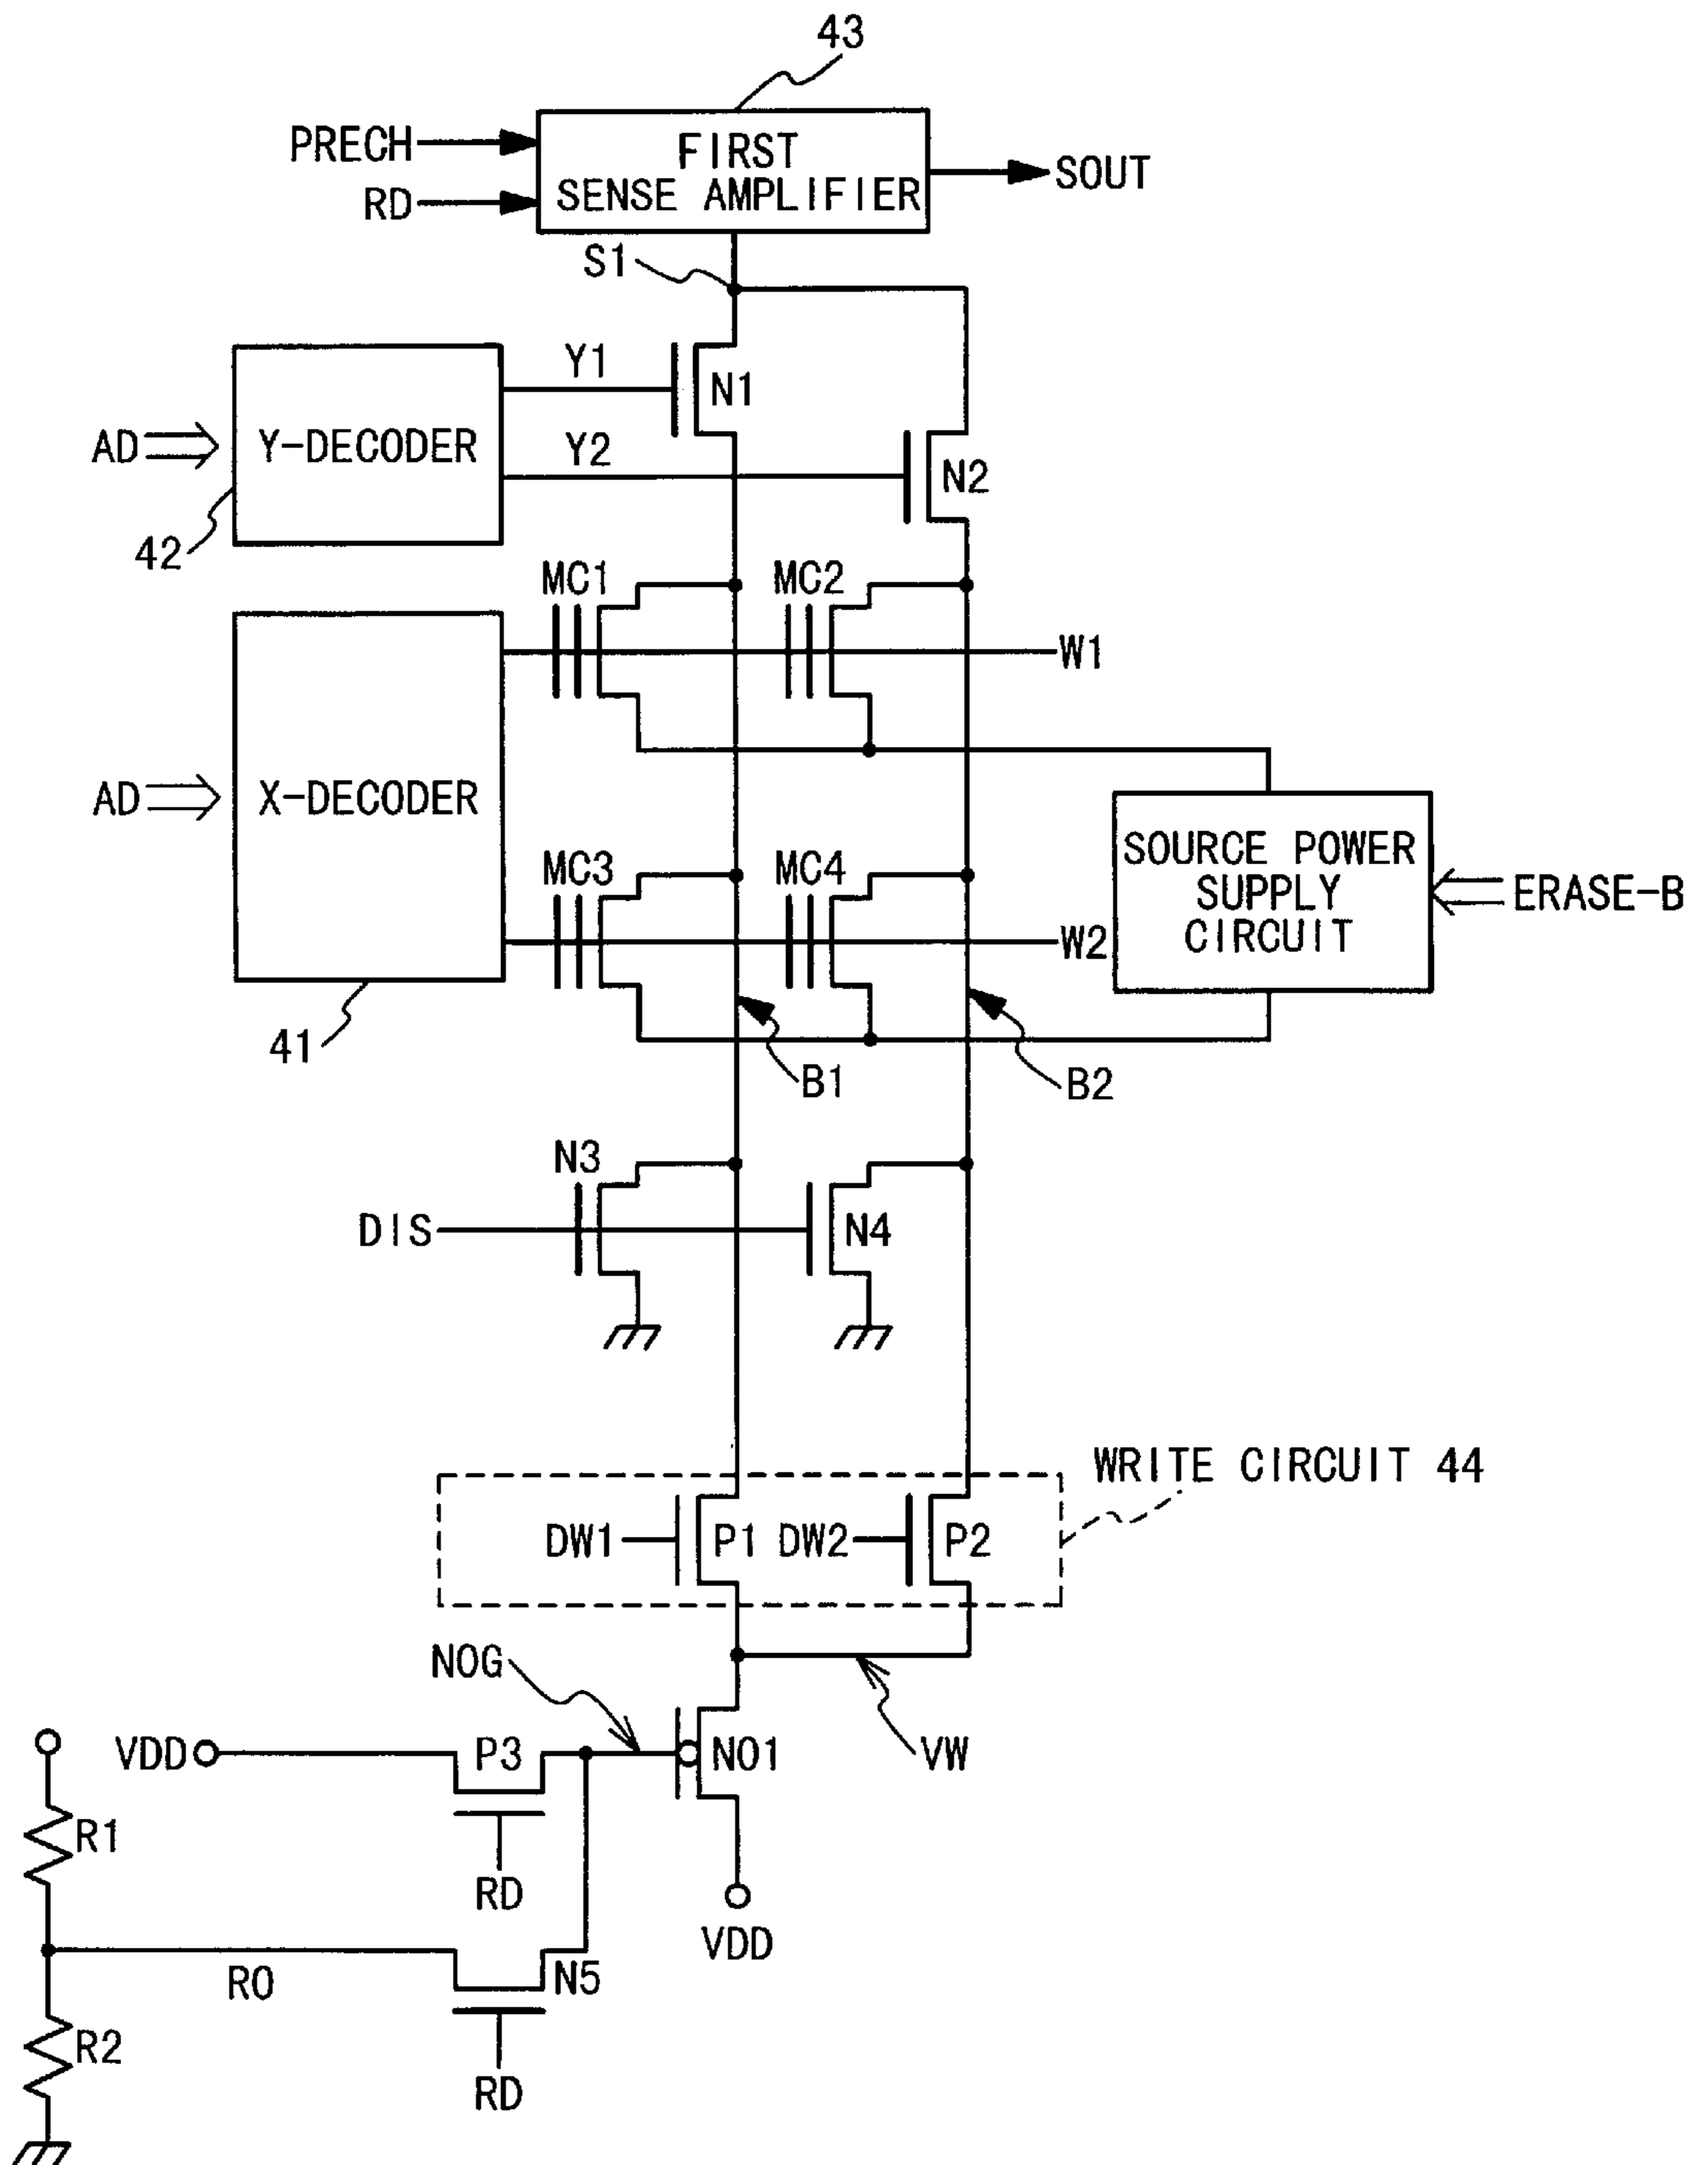 43
PRECH
FIRST
SENSE AMPLIFIER
SOUT
RD
S1
Y1
N1
AD
Y-DECODER
Y2
N2
42
MC1
MC2
W1
AD
X-DECODER
SOURCE POWER
SUPPLY
CIRCUIT
ERASE-B
MC3
MC4
W2
41
B1
B2
N3
DIS
N4
WRITE CIRCUIT 44
DW1
P1
DW2
P2
NOG
VDD
P3
NO1
VW
R1
RD
VDD
RO
N5
R2
RD